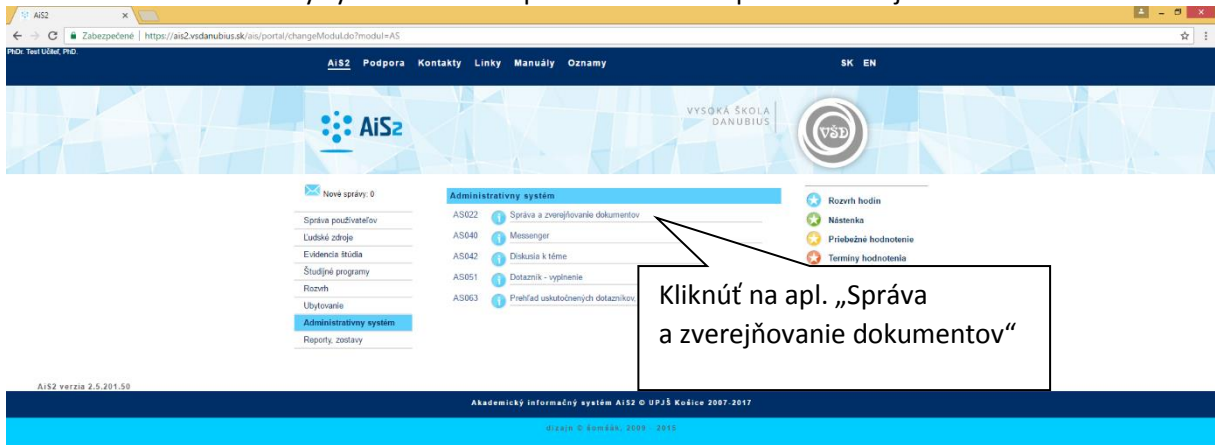 AiS2
Zabezpečené | https://ais2.vsdanubius.sk/ais/portal/changeModul.do?modul=AS
PhDr. Test Učiteľ, PhD.
AiS2 Podpora Kontakty Linky Manuály Oznamy SK EN
AiS2
VYSOKÁ ŠKOLA
DANUBIUS
VŠD
Nové správy: 0
Správa používateľov
Ľudské zdroje
Evidencia štúdia
Študijné programy
Rozvrh
Ubytovanie
Administratívny systém
Reporty, zostavy
Administratívny systém
AS022 Správa a zverejňovanie dokumentov
AS040 Messenger
AS042 Diskusia k téme
AS051 Dotazník - vyplnenie
AS063 Prehľad uskutočnených dotazníkov,
Rozvrh hodín
Nástenka
Priebežné hodnotenie
Termíny hodnotenia
Kliknúť na apl. „Správa
a zverejňovanie dokumentov“
AiS2 verzia 2.5.201.50
Akademický informačný systém AiS2 © UPJŠ Košice 2007-2017
dizajn © 2009 - 2015